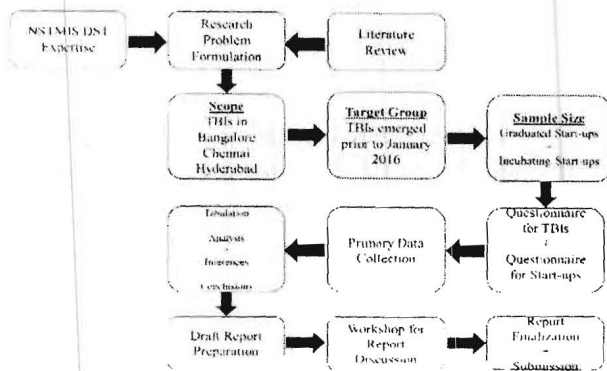 NSTMIS DST
Expertise
Research
Problem
Formulation
Literature
Review
Scope
TBIs in
Bangalore
Chennai
Hyderabad
Target Group
TBIs emerged
prior to January
2016
Sample Size
Graduated Start-ups
+
Incubating Start-ups
Questionnaire
for TBIs
+
Questionnaire
for Start-ups
Primary Data
Collection
Tabulation
Analysis
Inferences
Conclusions
Draft Report
Preparation
Workshop for
Report
Discussion
Report
Finalization
Submission